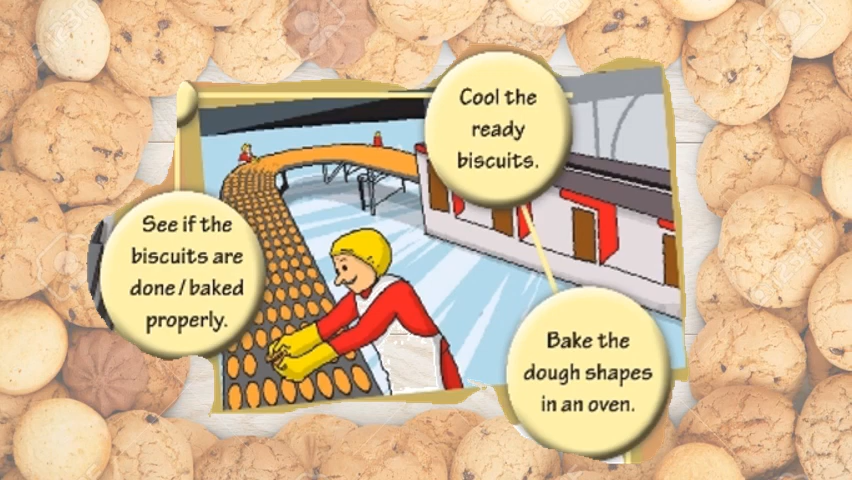 Cool the
ready
biscuits.
See if the
biscuits are
done/baked
properly.
Bake the
dough shapes
in an oven.